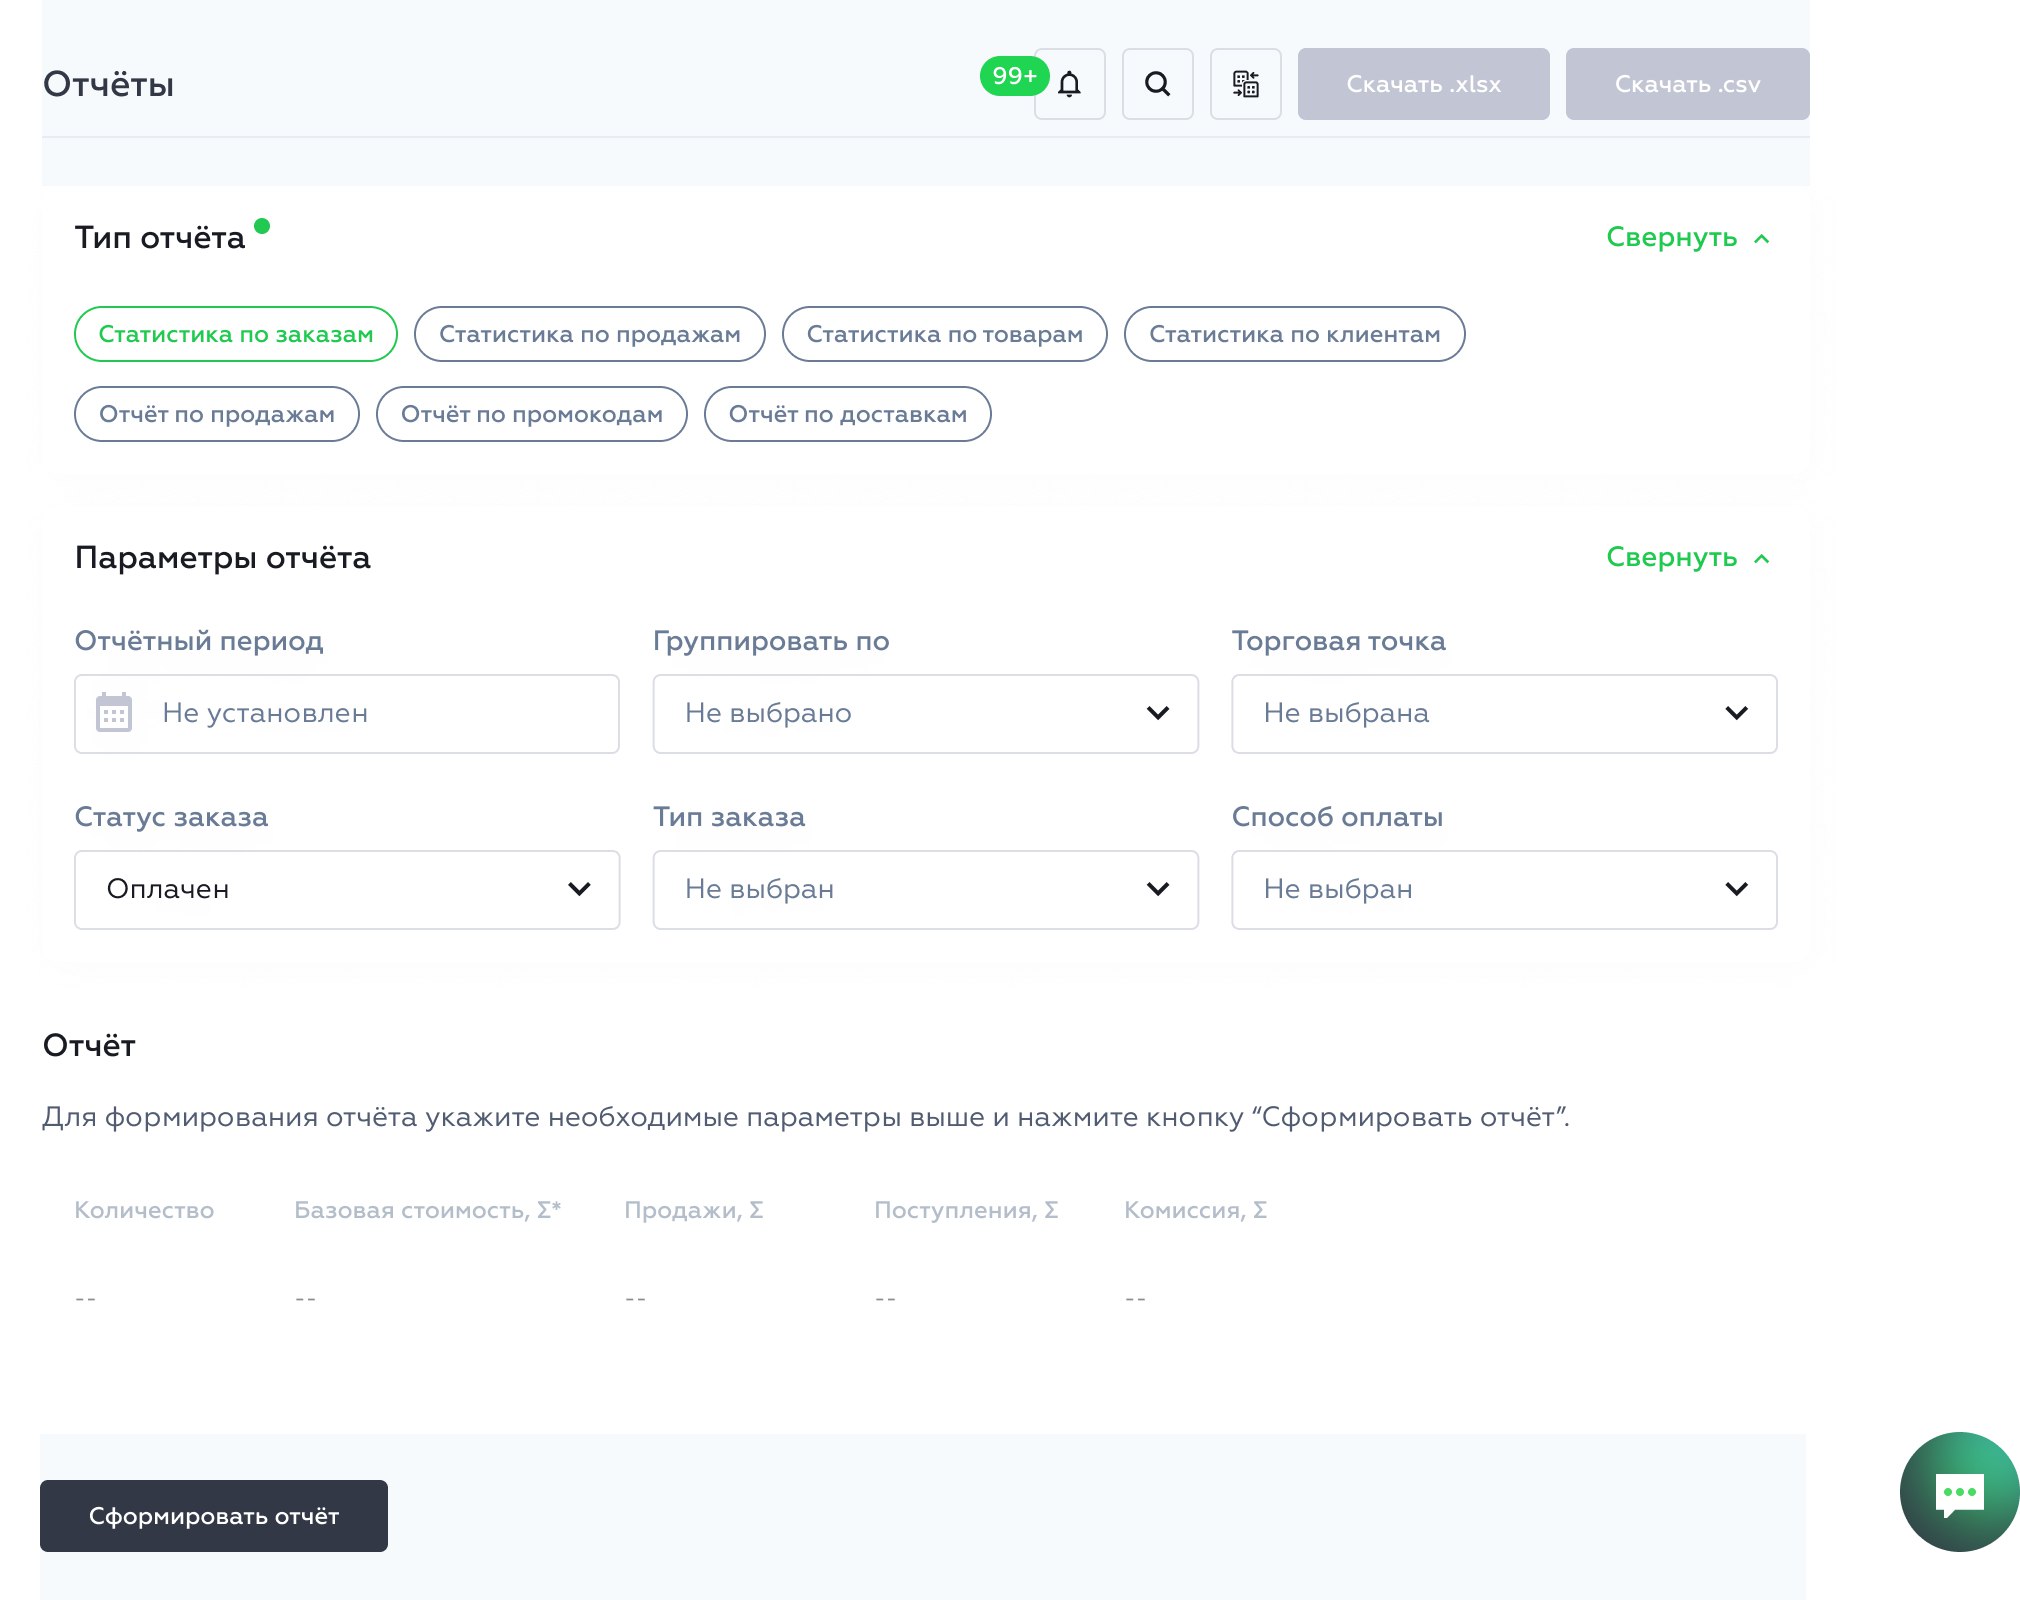 Отчёты
99+
Скачать .xlsx
Скачать .csv
Тип отчёта
Свернуть
Статистика по заказам
Статистика по продажам
Статистика по товарам
Статистика по клиентам
Отчёт по продажам
Отчёт по промокодам
Отчёт по доставкам
Параметры отчёта
Свернуть
Отчётный период
Группировать по
Торговая точка
Не установлен
Не выбрано
Не выбрана
Статус заказа
Тип заказа
Способ оплаты
Оплачен
Не выбран
Не выбран
Отчёт
Для формирования отчёта укажите необходимые параметры выше и нажмите кнопку “Сформировать отчёт”.
Количество
Базовая стоимость, Σ*
Продажи, Σ
Поступления, Σ
Комиссия, Σ
--
--
--
--
--
Сформировать отчёт